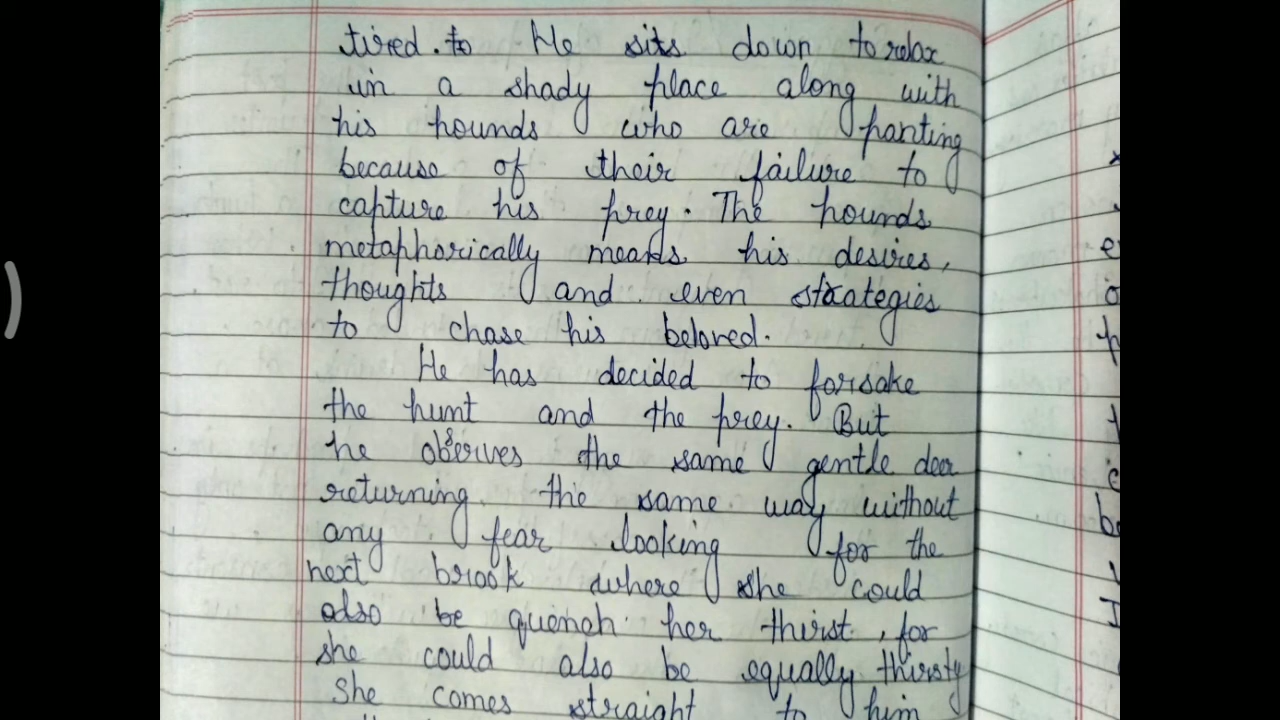 tired. to He sits down to relax
in a shady place along with
his hounds who are panting
because of their failure to
capture his prey. The hounds
metaphorically means his desires,
thoughts and even strategies
to chase his beloved.
He has decided to forsake
the hunt and the prey. But
he observes the same gentle deer
returning the same way without
any fear looking for the
next brook where she could
also be quench her thirst, for
she could also be equally thirsty
She comes straight to him